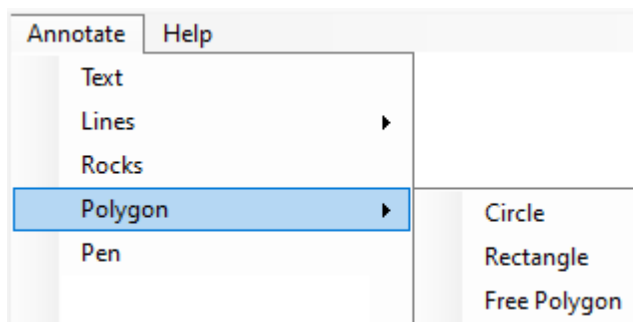 Annotate Help
Text
Lines
Rocks
Polygon
Circle
Pen
Rectangle
Free Polygon